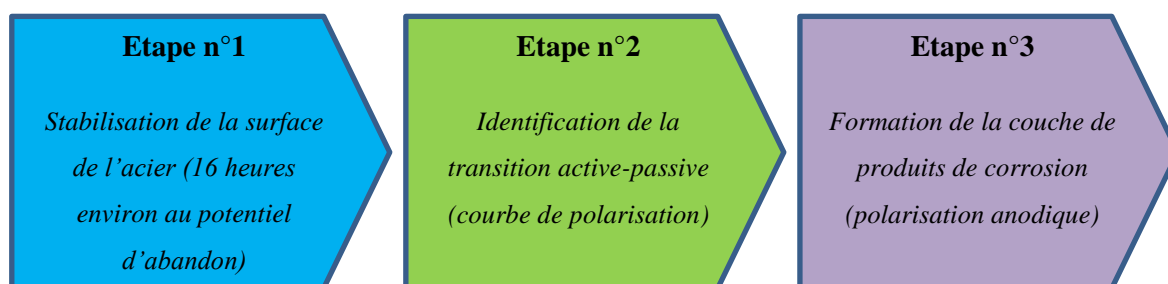 Etape n°1
Stabilisation de la surface
de l'acier (16 heures
environ au potentiel
d'abandon)
Etape n°2
Identification de la
transition active-passive
(courbe de polarisation)
Etape n°3
Formation de la couche de
produits de corrosion
(polarisation anodique)